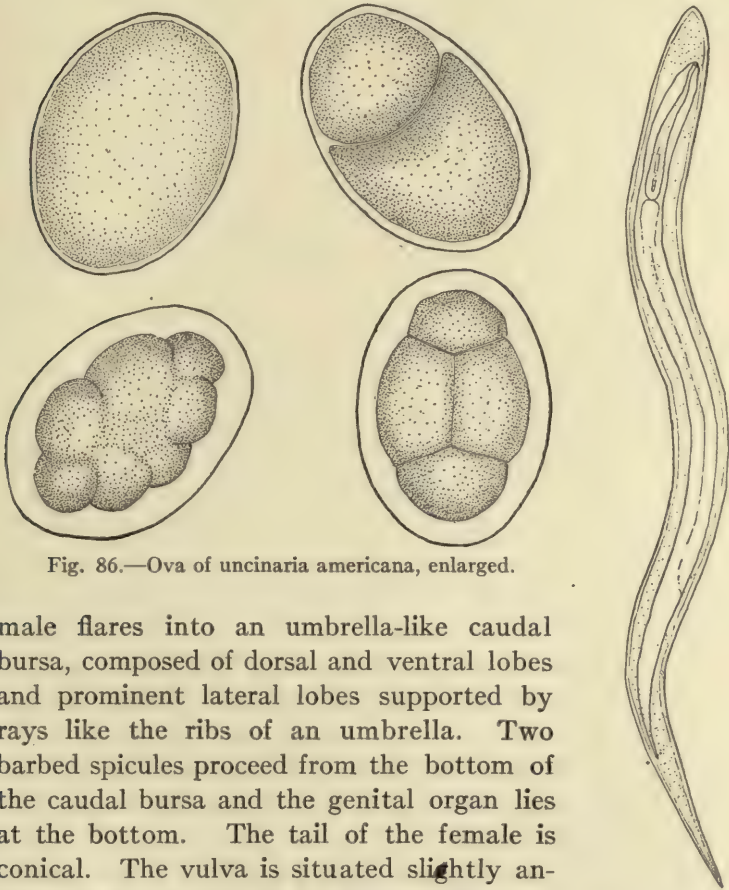 Fig. 86.—Ova of uncinaria americana, enlarged.
male flares into an umbrella-like caudal
bursa, composed of dorsal and ventral lobes
and prominent lateral lobes supported by
rays like the ribs of an umbrella. Two
barbed spicules proceed from the bottom of
the caudal bursa and the genital organ lies
at the bottom. The tail of the female is
conical. The vulva is situated slightly an-